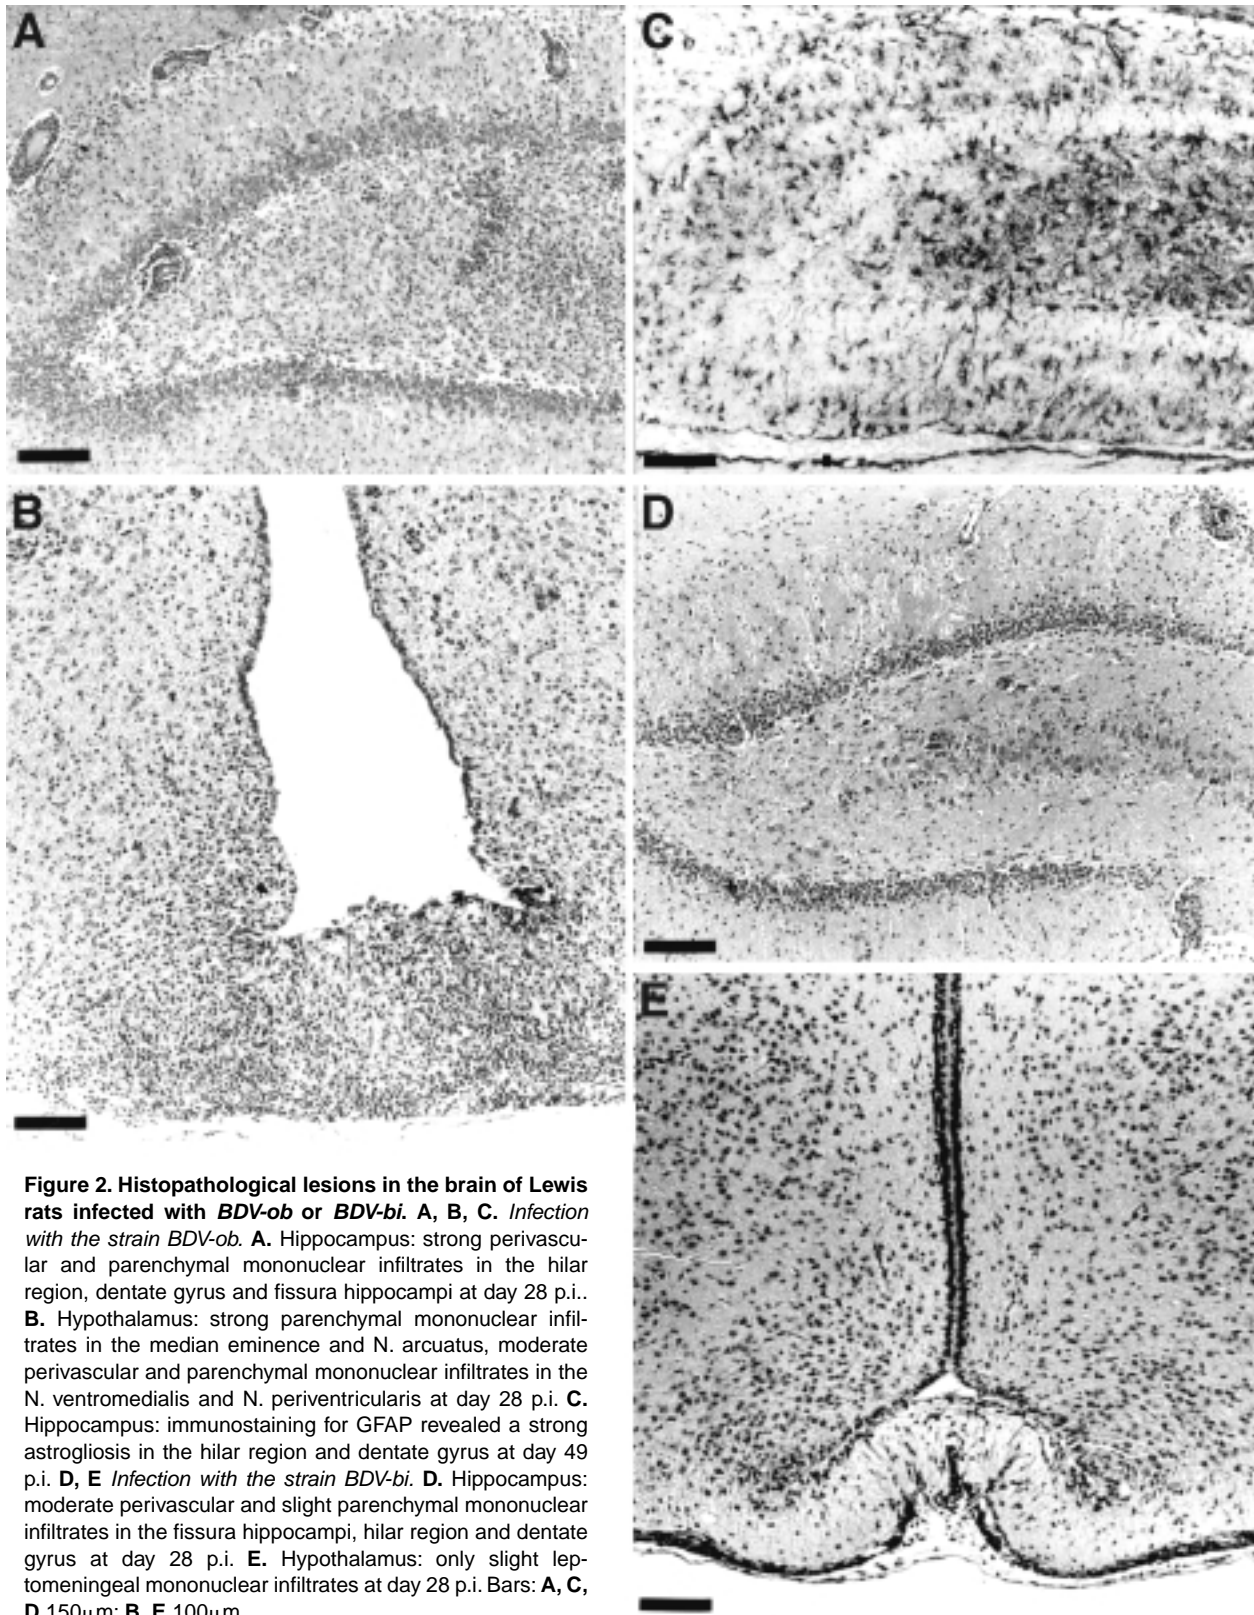 A
C
B
D
E
Figure 2. Histopathological lesions in the brain of Lewis
rats infected with BDV-ob or BDV-bi. A, B, C. Infection
with the strain BDV-ob. A. Hippocampus: strong perivascu-
lar and parenchymal mononuclear infiltrates in the hilar
region, dentate gyrus and fissura hippocampi at day 28 p.i..
B. Hypothalamus: strong parenchymal mononuclear infil-
trates in the median eminence and N. arcuatus, moderate
perivascular and parenchymal mononuclear infiltrates in the
N. ventromedialis and N. periventricularis at day 28 p.i. C.
Hippocampus: immunostaining for GFAP revealed a strong
astrogliosis in the hilar region and dentate gyrus at day 49
p.i. D, E Infection with the strain BDV-bi. D. Hippocampus:
moderate perivascular and slight parenchymal mononuclear
infiltrates in the fissura hippocampi, hilar region and dentate
gyrus at day 28 p.i. E. Hypothalamus: only slight lep-
tomeningeal mononuclear infiltrates at day 28 p.i. Bars: A, C,
D 150μm; B, E 100μm